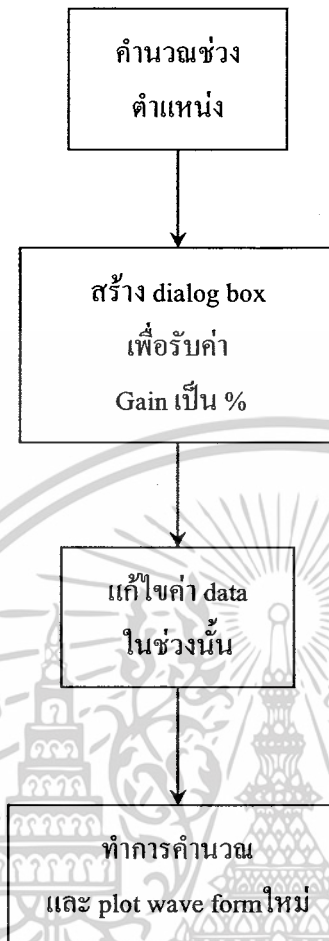 คำนวณช่วง
ตำแหน่ง
สร้าง dialog box
เพื่อรับค่า
Gain เป็น %
แก้ไขค่า data
ในช่วงนั้น
ทำการคำนวณ
และ plot wave form ใหม่